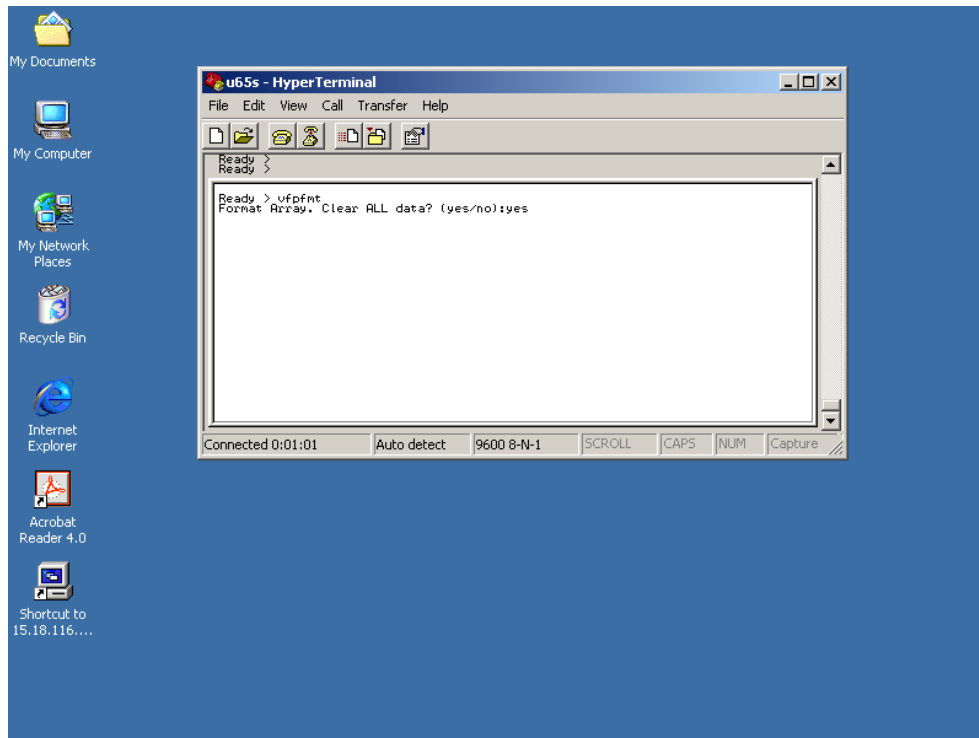 My Documents
My Computer
My Network
Places
Recycle Bin
Internet
Explorer
Acrobat
Reader 4.0
Shortcut to
15.18.116....
u65s - HyperTerminal
File Edit View Call Transfer Help
Ready >
Ready >
Ready > vfpfmt
Format Array. Clear ALL data? (yes/no):yes
Connected 0:01:01 Auto detect 9600 8-N-1 SCROLL CAPS NUM Capture